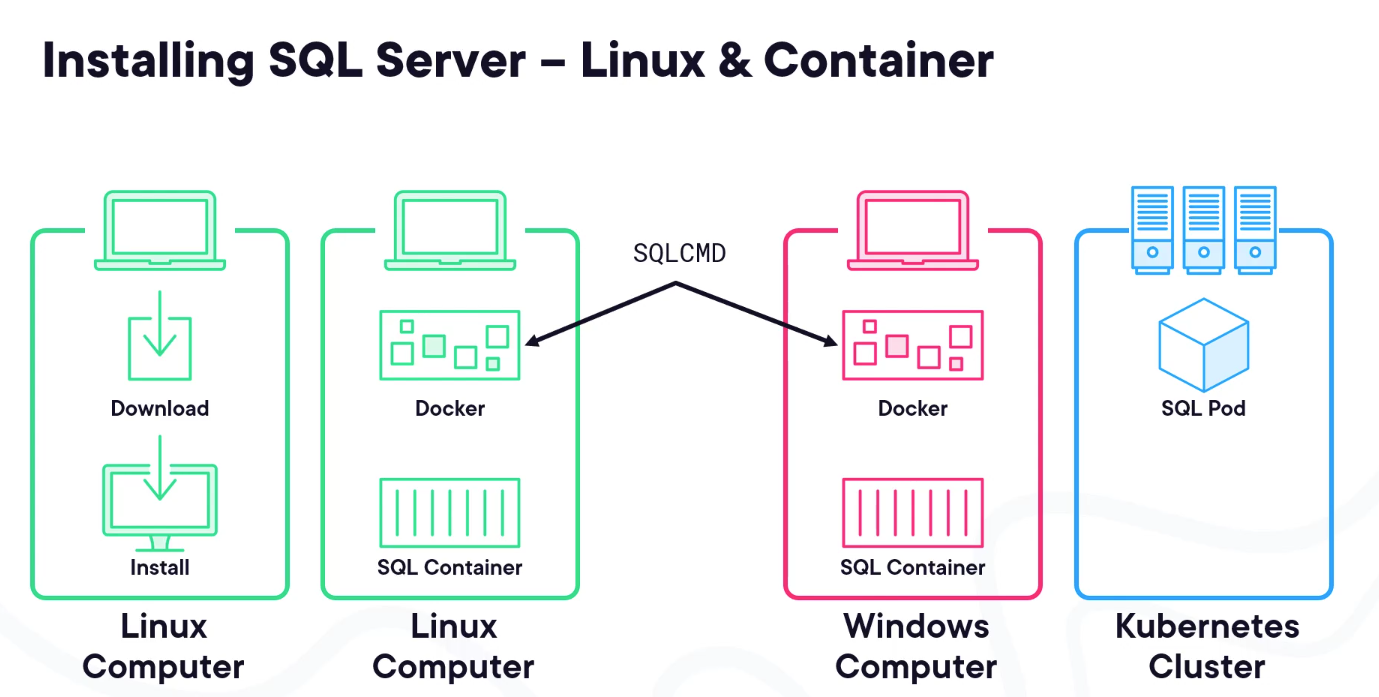 Installing SQL Server – Linux & Container
SQLCMD
Download
Install
Linux
Computer
Docker
SQL Container
Linux
Computer
Docker
SQL Container
Windows
Computer
SQL Pod
Kubernetes
Cluster